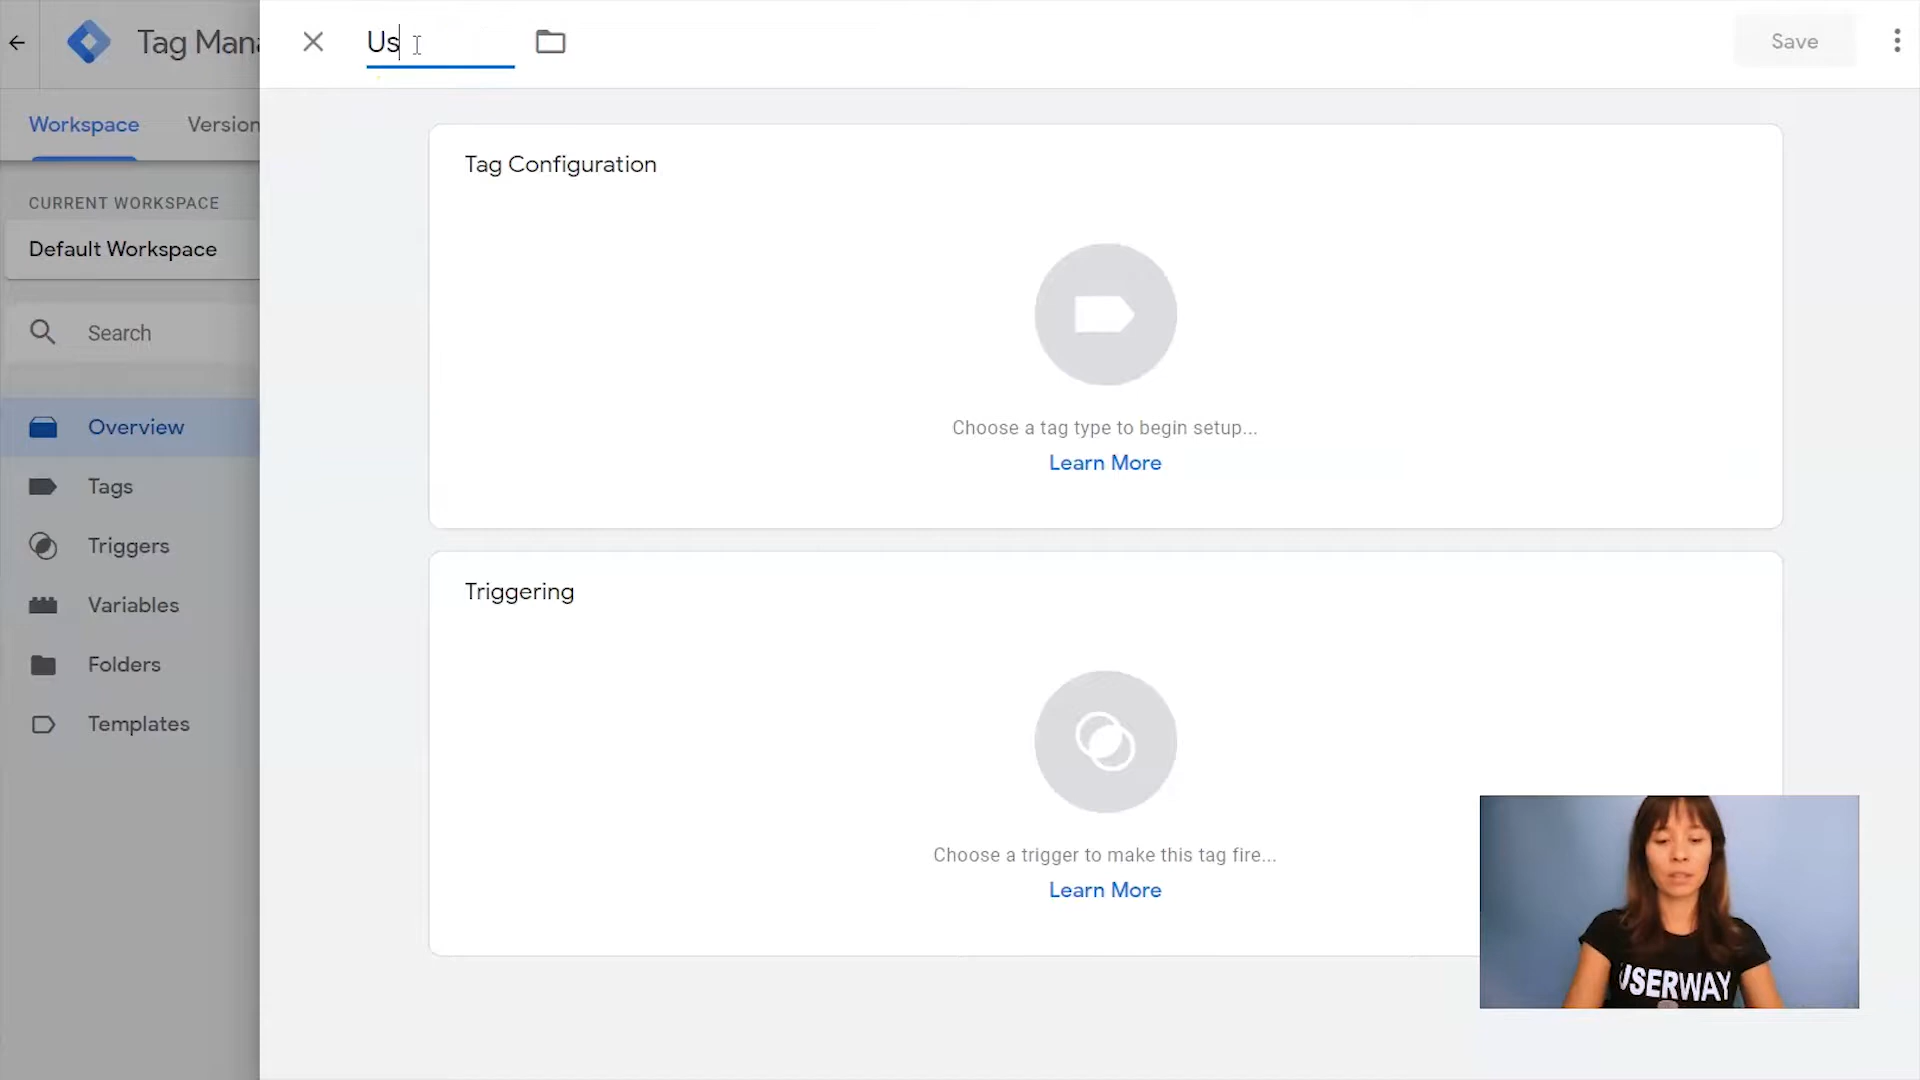 Tag Mana
Us
Save
Workspace
Version
CURRENT WORKSPACE
Default Workspace
Search
Overview
Tags
Triggers
Variables
Folders
Templates
Tag Configuration
Choose a tag type to begin setup...
Learn More
Triggering
Choose a trigger to make this tag fire...
Learn More
USERWAY